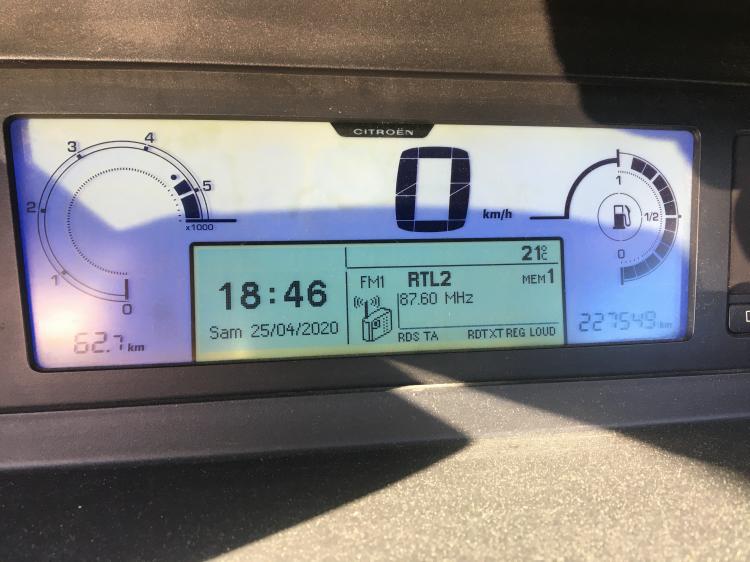 CITROËN
1
2
3
4
5
x1000
0
62.7 km
0 km/h
1
1/2
0
227549 km
21°C
18:46
Sam 25/04/2020
FM1 RTL2 MEM1
87.60 MHz
RDS TA RDTXT REG LOUD